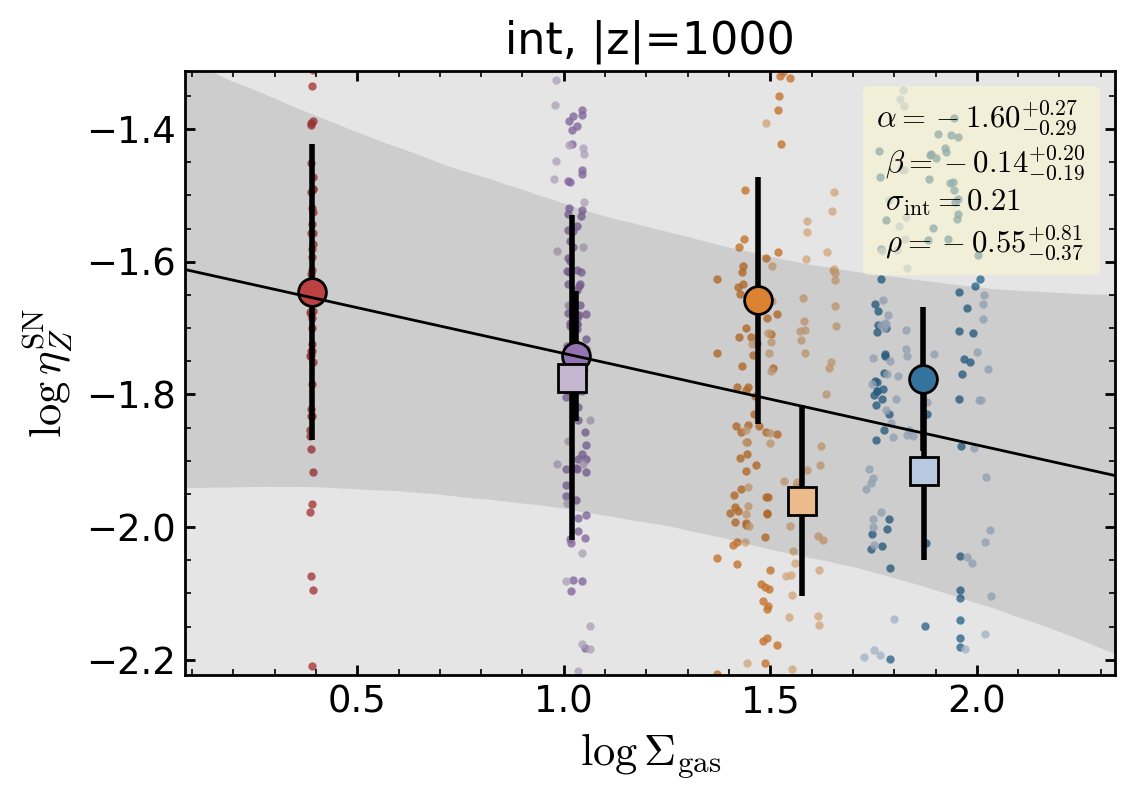 int, |z|=1000
α = −1.60 +0.27 −0.29
β = −0.14 +0.20 −0.19
σint = 0.21
ρ = −0.55 +0.81 −0.37
−1.4
−1.6
−1.8
−2.0
−2.2
log η_Z^SN
0.5 1.0 1.5 2.0
log Σgas